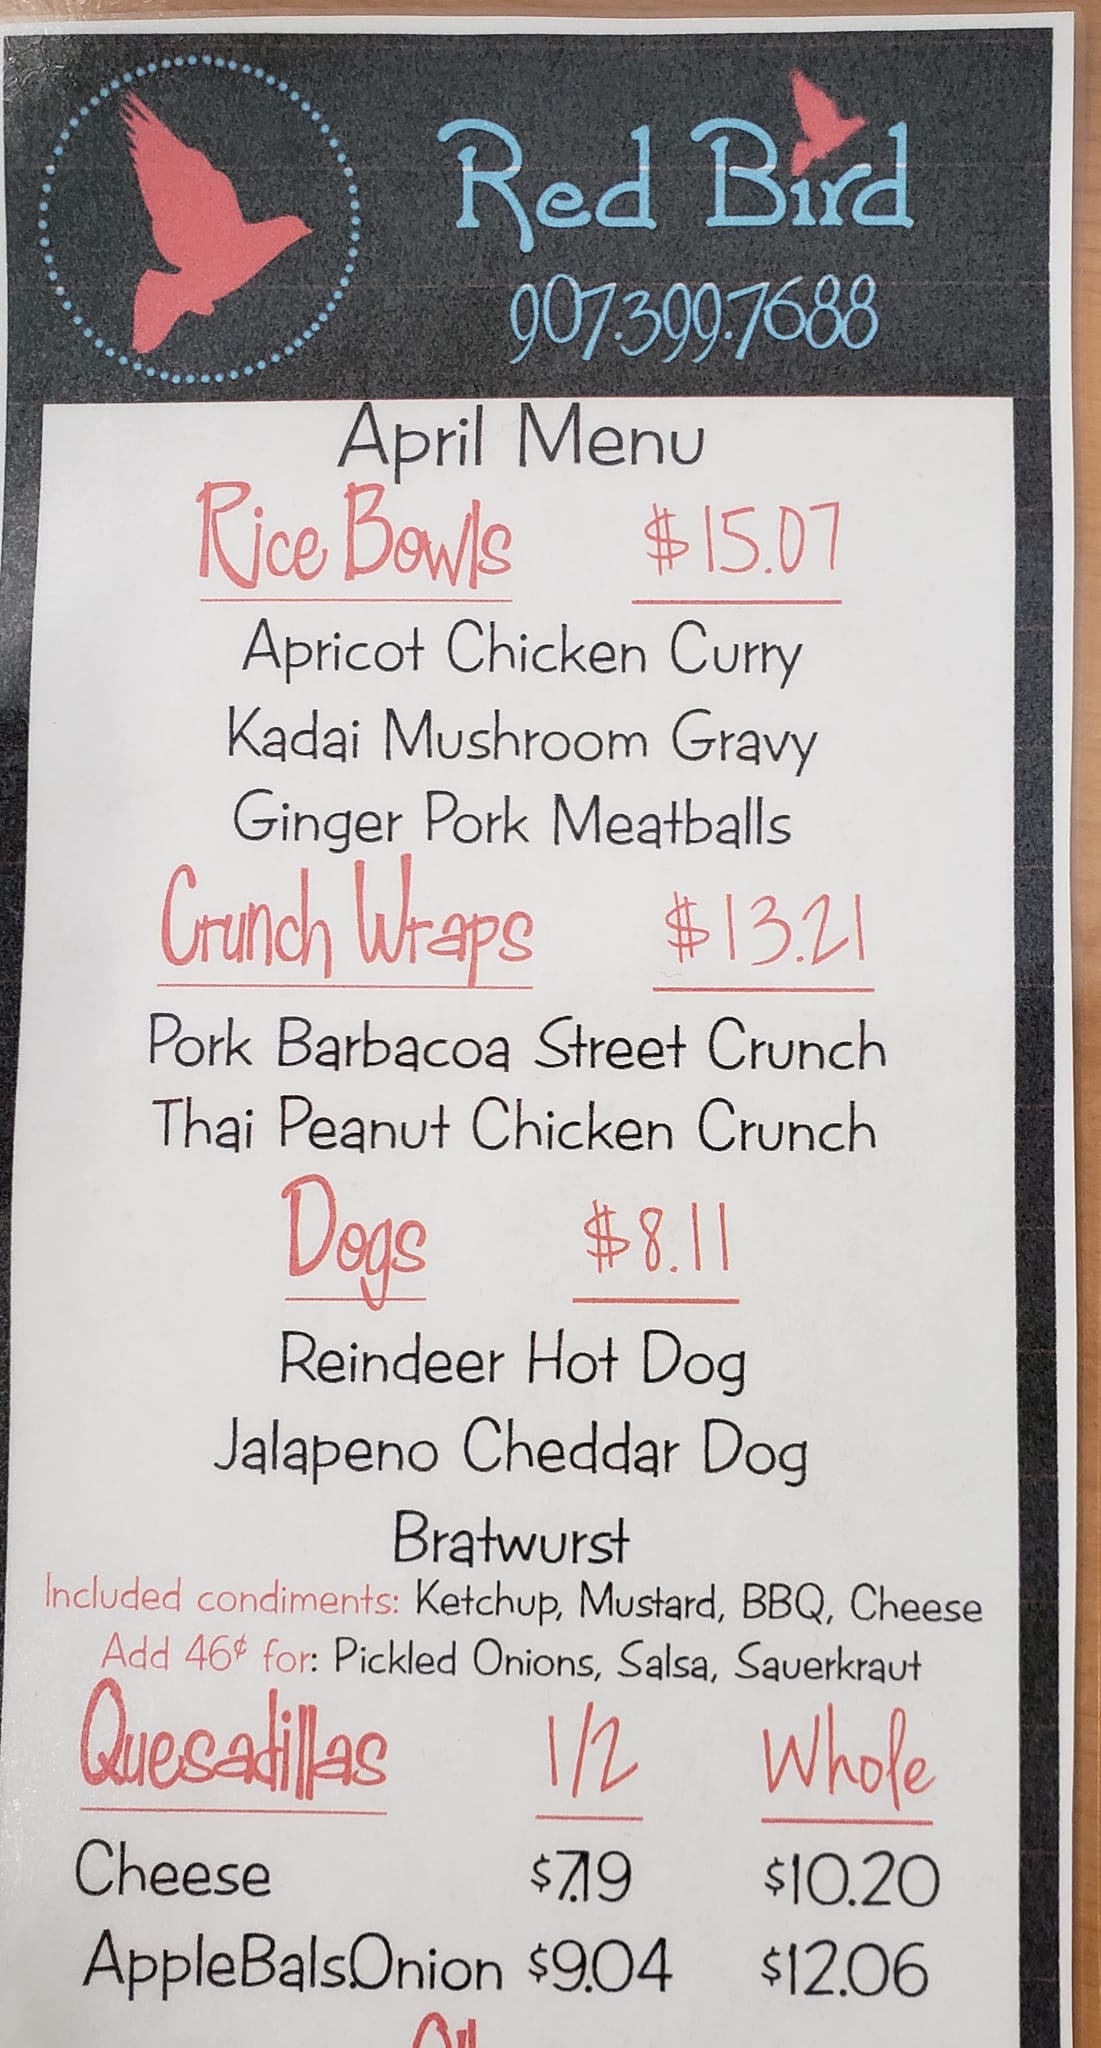 Red Bird
907.399.7688
April Menu
Rice Bowls $15.07
Apricot Chicken Curry
Kadai Mushroom Gravy
Ginger Pork Meatballs
Crunch Wraps $13.21
Pork Barbacoa Street Crunch
Thai Peanut Chicken Crunch
Dogs $8.11
Reindeer Hot Dog
Jalapeno Cheddar Dog
Bratwurst
Included condiments: Ketchup, Mustard, BBQ, Cheese
Add 46¢ for: Pickled Onions, Salsa, Sauerkraut
Quesadillas 1/2 Whole
Cheese $7.19 $10.20
AppleBals.Onion $9.04 $12.06